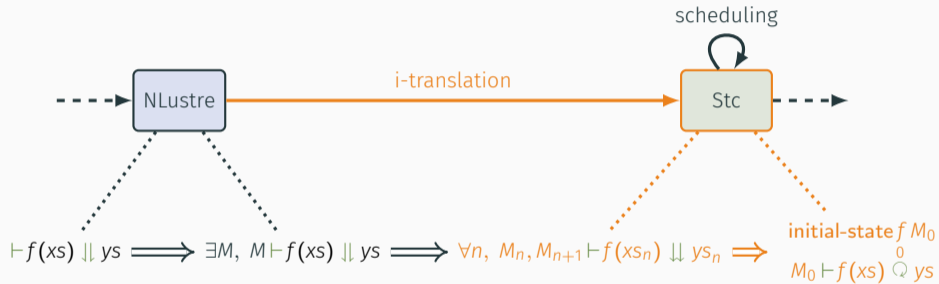 scheduling
NLustre
i-translation
Stc
⊢ f(xs) ⇊ ys ⟹ ∃M, M ⊢ f(xs) ⇊ ys ⟹ ∀n, Mₙ, Mₙ₊₁ ⊢ f(xsₙ) ⇊ ysₙ ⟹
initial-state f M₀
0
M₀ ⊢ f(xs) ↻ ys